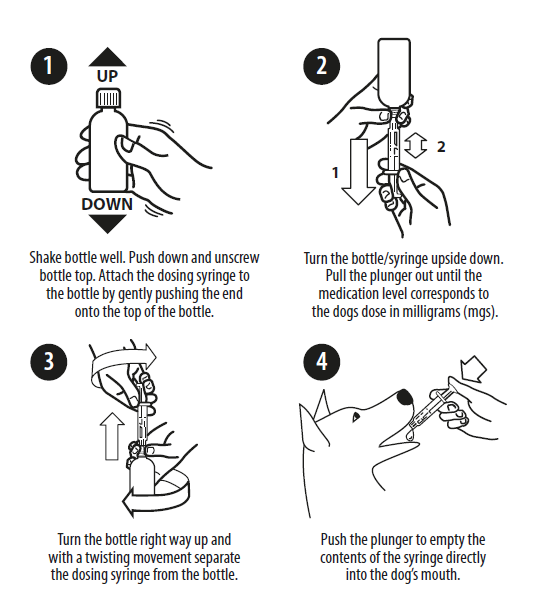 1
UP
DOWN
Shake bottle well. Push down and unscrew
bottle top. Attach the dosing syringe to
the bottle by gently pushing the end
onto the top of the bottle.
2
1
2
Turn the bottle/syringe upside down.
Pull the plunger out until the
medication level corresponds to
the dogs dose in milligrams (mgs).
3
Turn the bottle right way up and
with a twisting movement separate
the dosing syringe from the bottle.
4
Push the plunger to empty the
contents of the syringe directly
into the dog's mouth.